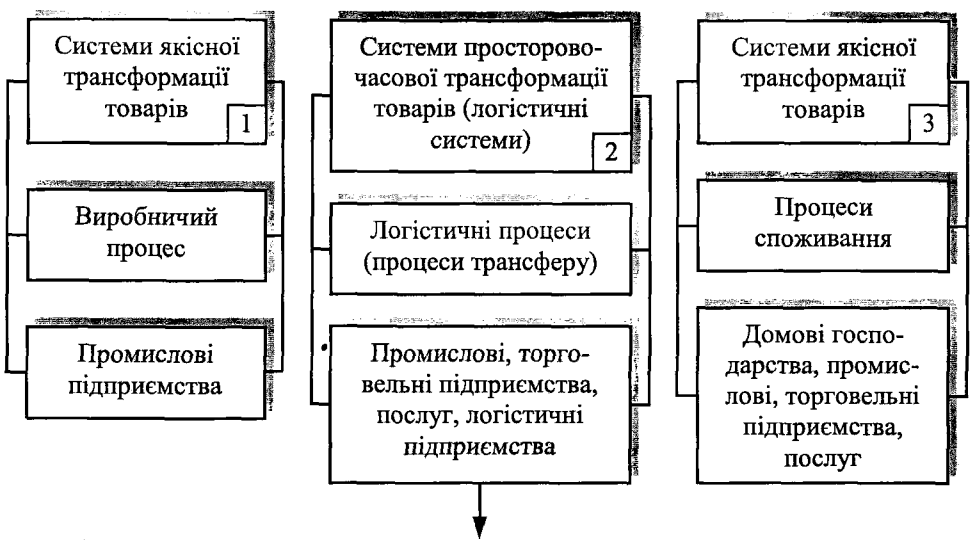 Системи якісної
трансформації
товарів
1
Виробничий
процес
Промислові
підприємства
Системи просторово-
часової трансформації
товарів (логістичні
системи)
2
Логістичні процеси
(процеси трансферу)
Промислові, торго-
вельні підприємства,
послуг, логістичні
підприємства
Системи якісної
трансформації
товарів
3
Процеси
споживання
Домові госпо-
дарства, промис-
лові, торговельні
підприємства,
послуг